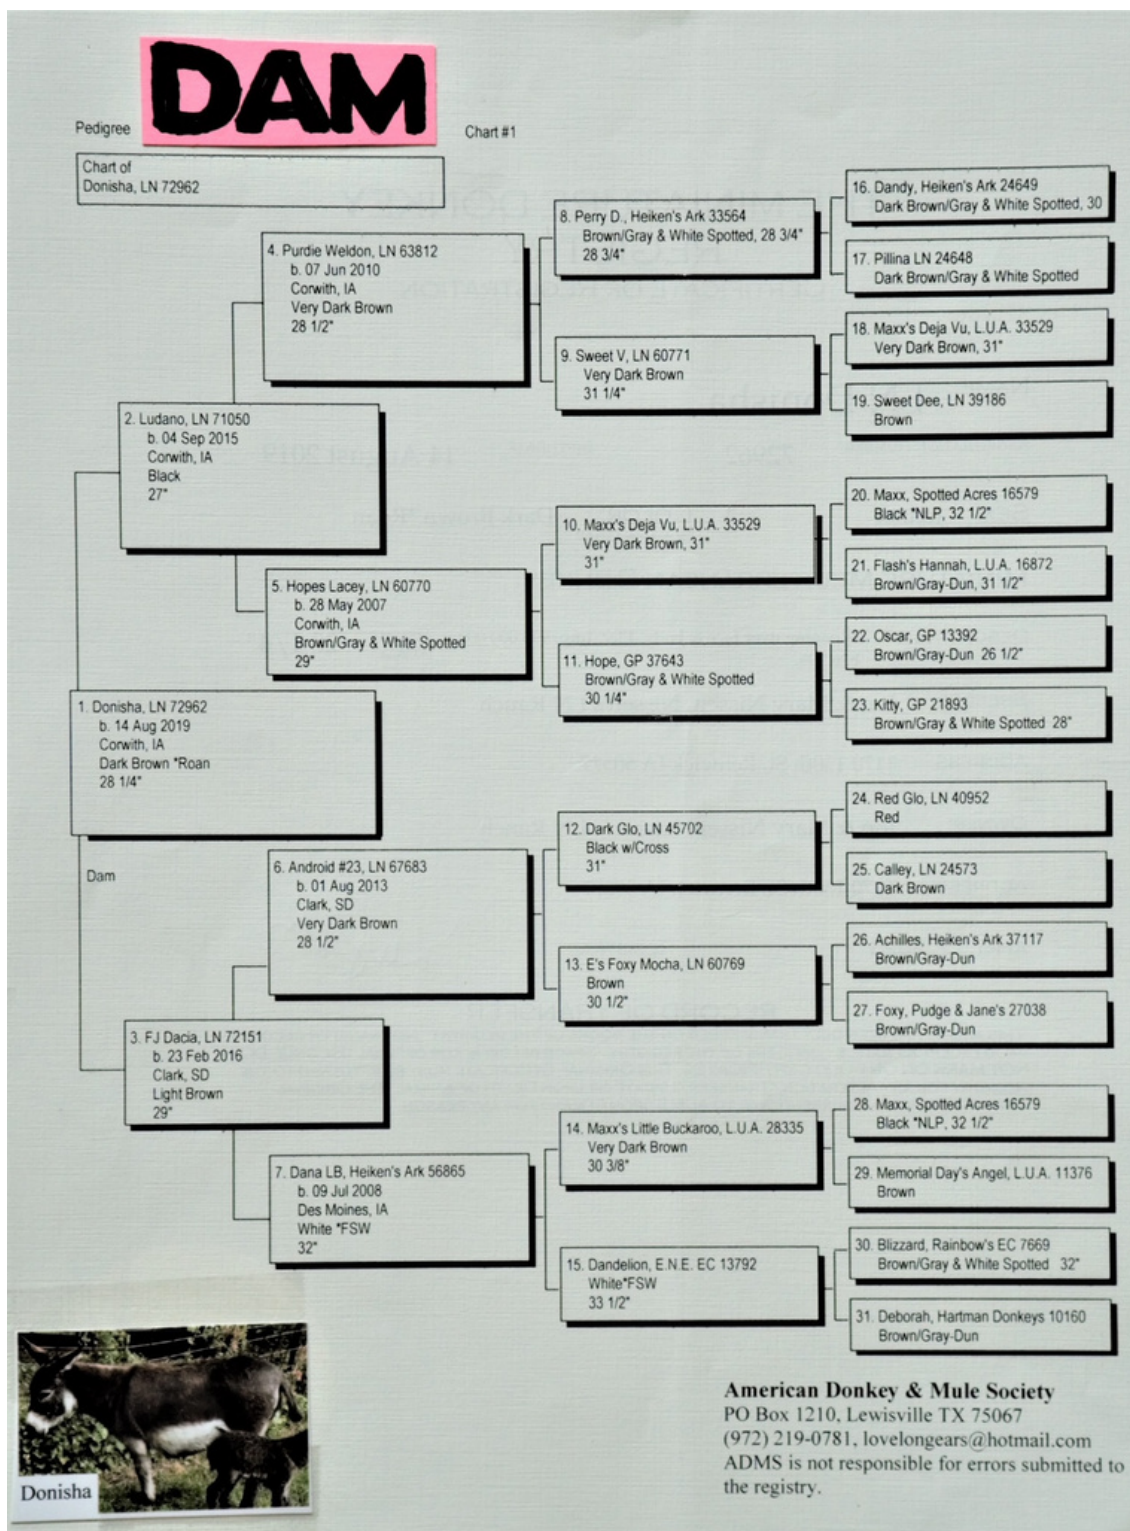 DAM
Pedigree
Chart #1
Chart of
Donisha, LN 72962
1. Donisha, LN 72962
b. 14 Aug 2019
Corwith, IA
Dark Brown *Roan
28 1/4"
Dam
2. Ludano, LN 71050
b. 04 Sep 2015
Corwith, IA
Black
27"
3. FJ Dacia, LN 72151
b. 23 Feb 2016
Clark, SD
Light Brown
29"
4. Purdie Weldon, LN 63812
b. 07 Jun 2010
Corwith, IA
Very Dark Brown
28 1/2"
5. Hopes Lacey, LN 60770
b. 28 May 2007
Corwith, IA
Brown/Gray & White Spotted
29"
6. Android #23, LN 67683
b. 01 Aug 2013
Clark, SD
Very Dark Brown
28 1/2"
7. Dana LB, Heiken's Ark 56865
b. 09 Jul 2008
Des Moines, IA
White *FSW
32"
8. Perry D., Heiken's Ark 33564
Brown/Gray & White Spotted, 28 3/4"
28 3/4"
9. Sweet V, LN 60771
Very Dark Brown
31 1/4"
10. Maxx's Deja Vu, L.U.A. 33529
Very Dark Brown, 31"
31"
11. Hope, GP 37643
Brown/Gray & White Spotted
30 1/4"
12. Dark Glo, LN 45702
Black w/Cross
31"
13. E's Foxy Mocha, LN 60769
Brown
30 1/2"
14. Maxx's Little Buckaroo, L.U.A. 28335
Very Dark Brown
30 3/8"
15. Dandelion, E.N.E. EC 13792
White*FSW
33 1/2"
16. Dandy, Heiken's Ark 24649
Dark Brown/Gray & White Spotted, 30
17. Pillina LN 24648
Dark Brown/Gray & White Spotted
18. Maxx's Deja Vu, L.U.A. 33529
Very Dark Brown, 31"
19. Sweet Dee, LN 39186
Brown
20. Maxx, Spotted Acres 16579
Black *NLP, 32 1/2"
21. Flash's Hannah, L.U.A. 16872
Brown/Gray-Dun, 31 1/2"
22. Oscar, GP 13392
Brown/Gray-Dun 26 1/2"
23. Kitty, GP 21893
Brown/Gray & White Spotted 28"
24. Red Glo, LN 40952
Red
25. Calley, LN 24573
Dark Brown
26. Achilles, Heiken's Ark 37117
Brown/Gray-Dun
27. Foxy, Pudge & Jane's 27038
Brown/Gray-Dun
28. Maxx, Spotted Acres 16579
Black *NLP, 32 1/2"
29. Memorial Day's Angel, L.U.A. 11376
Brown
30. Blizzard, Rainbow's EC 7669
Brown/Gray & White Spotted 32"
31. Deborah, Hartman Donkeys 10160
Brown/Gray-Dun
Donisha
American Donkey & Mule Society
PO Box 1210, Lewisville TX 75067
(972) 219-0781, lovelongears@hotmail.com
ADMS is not responsible for errors submitted to
the registry.